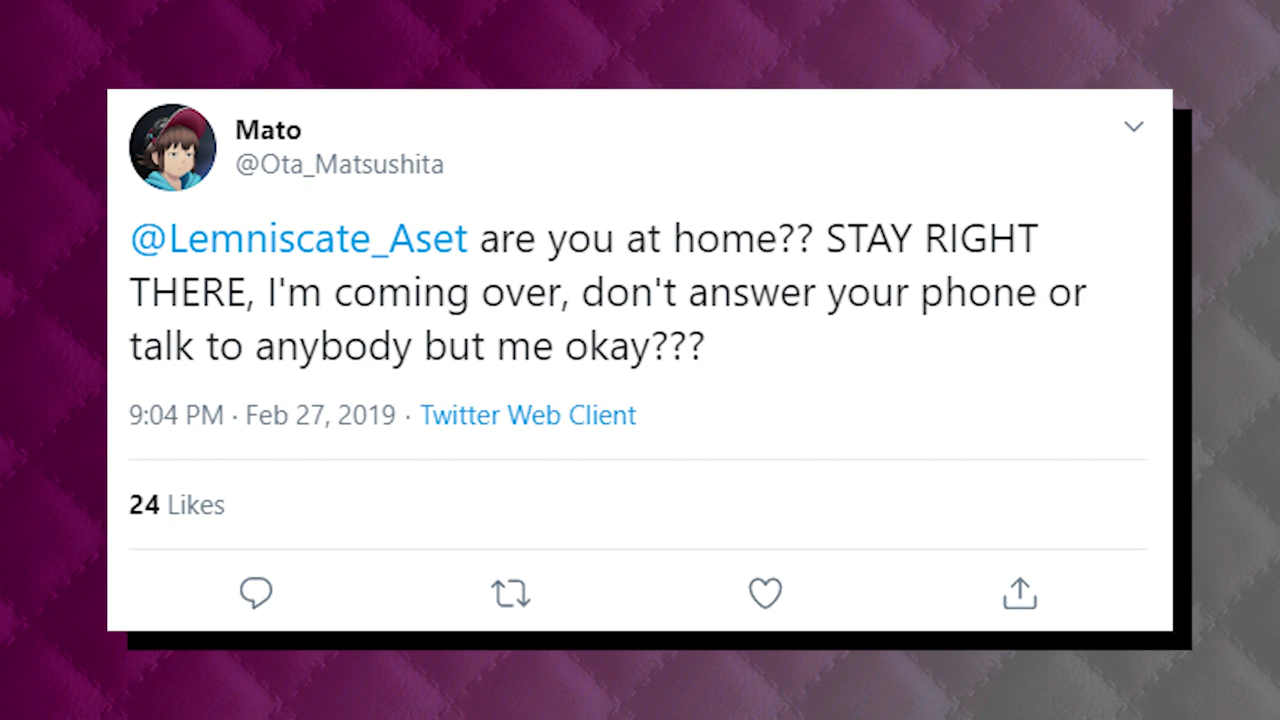 Mato
@Ota_Matsushita
@Lemniscate_Aset are you at home?? STAY RIGHT
THERE, I'm coming over, don't answer your phone or
talk to anybody but me okay???
9:04 PM · Feb 27, 2019 · Twitter Web Client
24 Likes